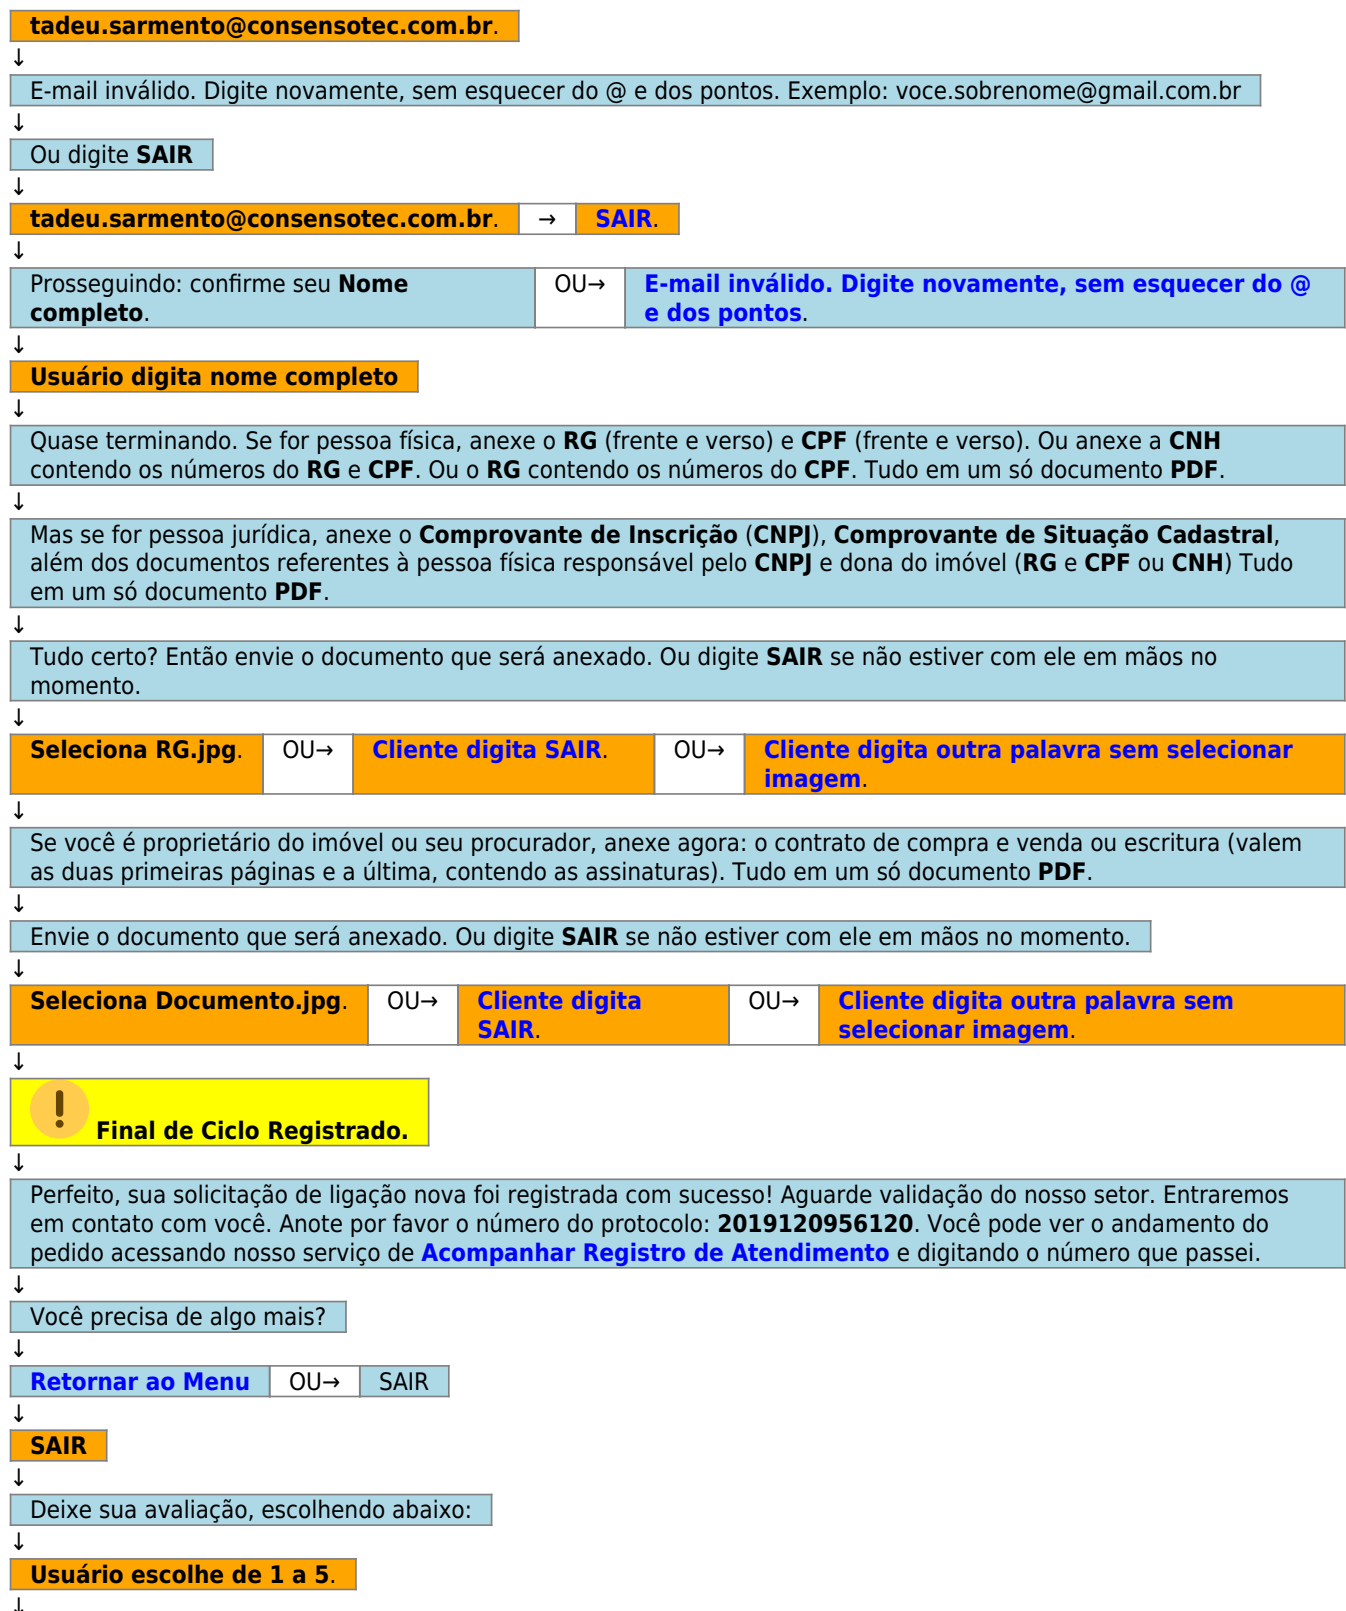 tadeu.sarmento@consensotec.com.br.
↓
E-mail inválido. Digite novamente, sem esquecer do @ e dos pontos. Exemplo: voce.sobrenome@gmail.com.br
↓
Ou digite SAIR
↓
tadeu.sarmento@consensotec.com.br. → SAIR.
↓
Prosseguindo: confirme seu Nome
completo.
OU→
E-mail inválido. Digite novamente, sem esquecer do @
e dos pontos.
↓
Usuário digita nome completo
↓
Quase terminando. Se for pessoa física, anexe o RG (frente e verso) e CPF (frente e verso). Ou anexe a CNH
contendo os números do RG e CPF. Ou o RG contendo os números do CPF. Tudo em um só documento PDF.
↓
Mas se for pessoa jurídica, anexe o Comprovante de Inscrição (CNPJ), Comprovante de Situação Cadastral,
além dos documentos referentes à pessoa física responsável pelo CNPJ e dona do imóvel (RG e CPF ou CNH) Tudo
em um só documento PDF.
↓
Tudo certo? Então envie o documento que será anexado. Ou digite SAIR se não estiver com ele em mãos no
momento.
↓
Seleciona RG.jpg.
OU→
Cliente digita SAIR.
OU→
Cliente digita outra palavra sem selecionar
imagem.
↓
Se você é proprietário do imóvel ou seu procurador, anexe agora: o contrato de compra e venda ou escritura (valem
as duas primeiras páginas e a última, contendo as assinaturas). Tudo em um só documento PDF.
↓
Envie o documento que será anexado. Ou digite SAIR se não estiver com ele em mãos no momento.
↓
Seleciona Documento.jpg.
OU→
Cliente digita
SAIR.
OU→
Cliente digita outra palavra sem
selecionar imagem.
↓
Final de Ciclo Registrado.
↓
Perfeito, sua solicitação de ligação nova foi registrada com sucesso! Aguarde validação do nosso setor. Entraremos
em contato com você. Anote por favor o número do protocolo: 2019120956120. Você pode ver o andamento do
pedido acessando nosso serviço de Acompanhar Registro de Atendimento e digitando o número que passei.
↓
Você precisa de algo mais?
↓
Retornar ao Menu OU→ SAIR
↓
SAIR
↓
Deixe sua avaliação, escolhendo abaixo:
↓
Usuário escolhe de 1 a 5.
↓